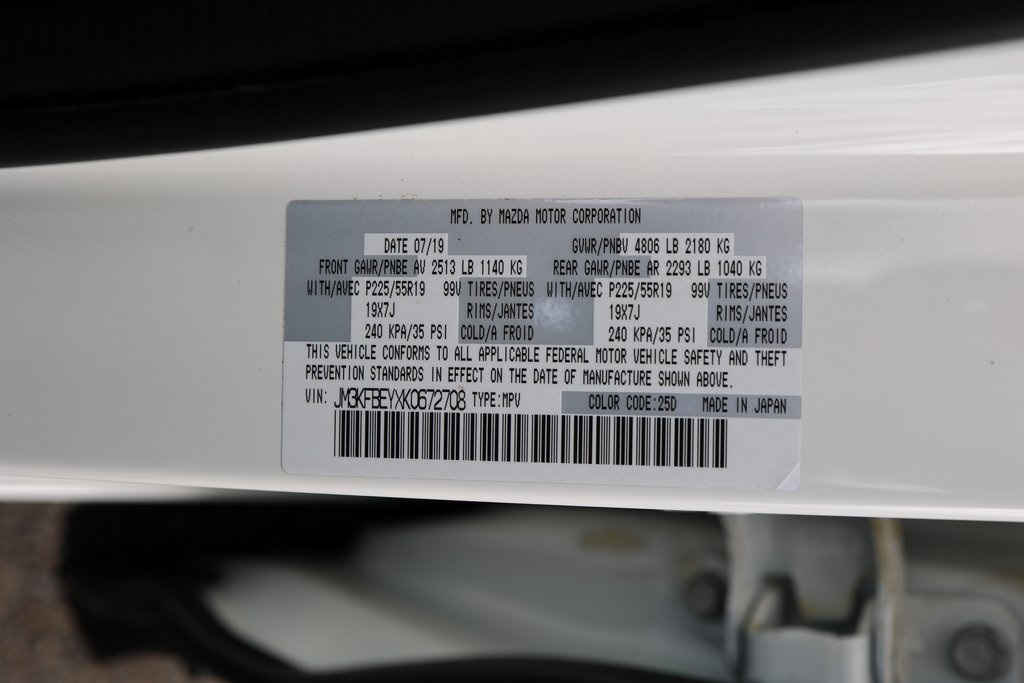 MFD. BY MAZDA MOTOR CORPORATION
DATE 07/19 GVWR/PNBV 4806 LB 2180 KG
FRONT GAWR/PNBE AV 2513 LB 1140 KG REAR GAWR/PNBE AR 2293 LB 1040 KG
WITH/AVEC P225/55R19 99V TIRES/PNEUS WITH/AVEC P225/55R19 99V TIRES/PNEUS
19X7J RIMS/JANTES 19X7J RIMS/JANTES
240 KPA/35 PSI COLD/A FROID 240 KPA/35 PSI COLD/A FROID
THIS VEHICLE CONFORMS TO ALL APPLICABLE FEDERAL MOTOR VEHICLE SAFETY AND THEFT
PREVENTION STANDARDS IN EFFECT ON THE DATE OF MANUFACTURE SHOWN ABOVE.
VIN: JM3KFBEYXK0672708 TYPE:MPV COLOR CODE:25D MADE IN JAPAN